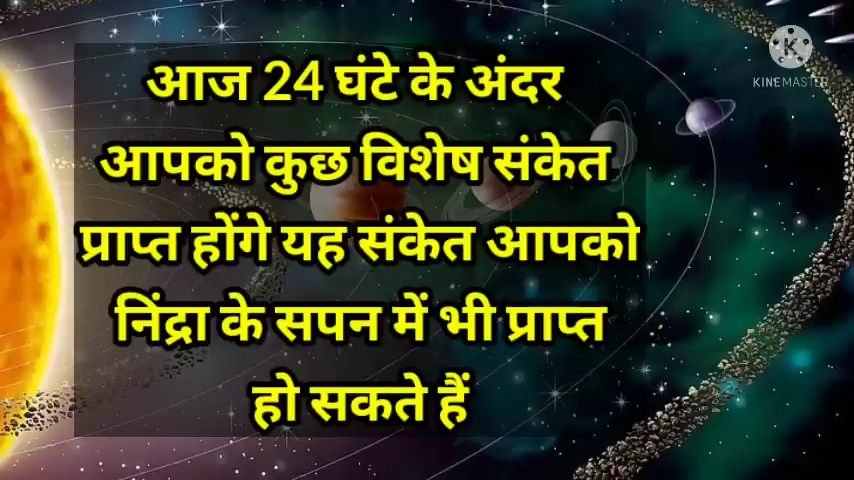 आज 24 घंटे के अंदर
आपको कुछ विशेष संकेत
प्राप्त होंगे यह संकेत आपको
निंद्रा के सपन में भी प्राप्त
हो सकते हैं
K
KINEMASTER